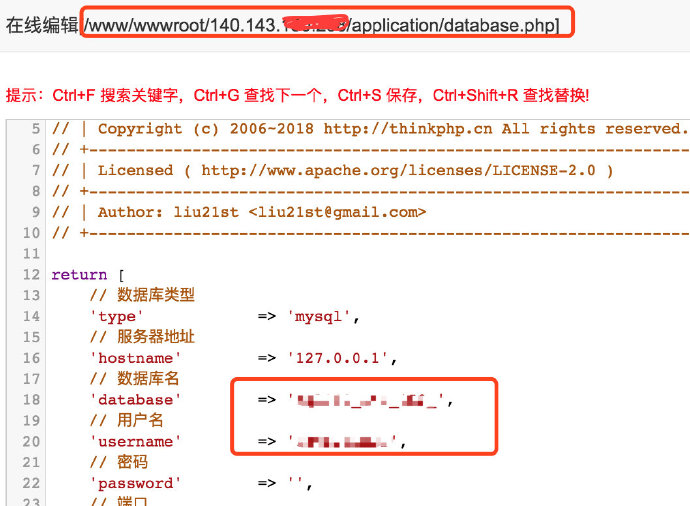 在线编辑[/www/wwwroot/140.143./application/database.php]
提示：Ctrl+F 搜索关键字，Ctrl+G 查找下一个，Ctrl+S 保存，Ctrl+Shift+R 查找替换!
5 // | Copyright (c) 2006~2018 http://thinkphp.cn All rights reserved.
6 // +----------------------------------------------------------------
7 // | Licensed ( http://www.apache.org/licenses/LICENSE-2.0 )
8 // +----------------------------------------------------------------
9 // | Author: liu21st <liu21st@gmail.com>
10 // +----------------------------------------------------------------
11
12 return [
13 // 数据库类型
14 'type' => 'mysql',
15 // 服务器地址
16 'hostname' => '127.0.0.1',
17 // 数据库名
18 'database' => '',
19 // 用户名
20 'username' => '',
21 // 密码
22 'password' => '',
23 // 端口